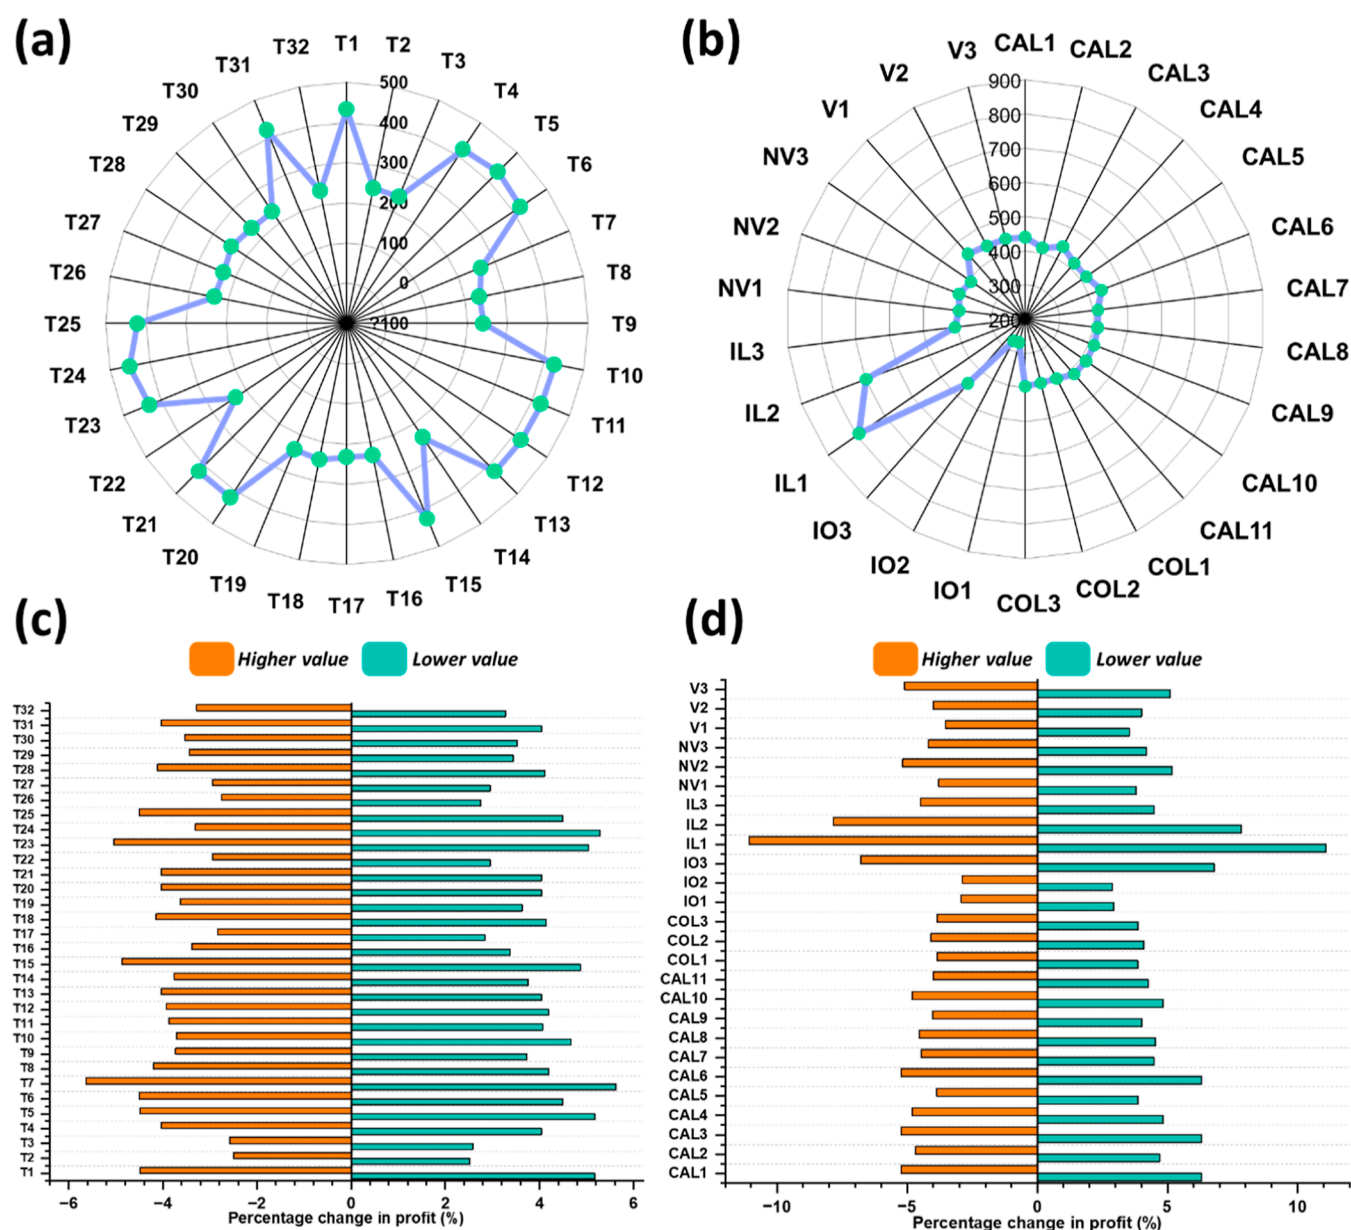 (a)
T1
T2
T3
T4
T5
T6
T7
T8
T9
T10
T11
T12
T13
T14
T15
T16
T17
T18
T19
T20
T21
T22
T23
T24
T25
T26
T27
T28
T29
T30
T31
T32
500
400
300
200
100
0
(b)
CAL1
CAL2
CAL3
CAL4
CAL5
CAL6
CAL7
CAL8
CAL9
CAL10
CAL11
COL1
COL2
COL3
IO1
IO2
IO3
IL1
IL2
IL3
NV1
NV2
NV3
V1
V2
V3
900
800
700
600
500
400
300
200
(c)
Higher value Lower value
T32
T31
T30
T29
T28
T27
T26
T25
T24
T23
T22
T21
T20
T19
T18
T17
T16
T15
T14
T13
T12
T11
T10
T9
T8
T7
T6
T5
T4
T3
T2
T1
−6 −4 −2 0 2 4 6
Percentage change in profit (%)
(d)
Higher value Lower value
V3
V2
V1
NV3
NV2
NV1
IL3
IL2
IL1
IO3
IO2
IO1
COL3
COL2
COL1
CAL11
CAL10
CAL9
CAL8
CAL7
CAL6
CAL5
CAL4
CAL3
CAL2
CAL1
−10 −5 0 5 10
Percentage change in profit (%)